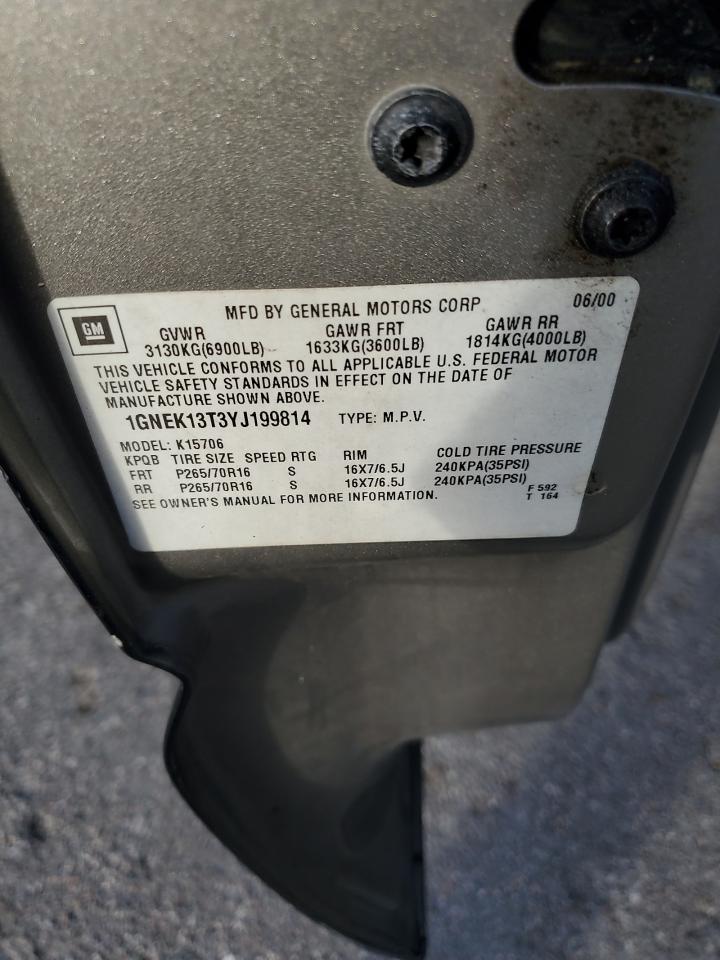 GM
MFD BY GENERAL MOTORS CORP 06/00
GVWR GAWR FRT GAWR RR
3130KG(6900LB) 1633KG(3600LB) 1814KG(4000LB)
THIS VEHICLE CONFORMS TO ALL APPLICABLE U.S. FEDERAL MOTOR
VEHICLE SAFETY STANDARDS IN EFFECT ON THE DATE OF
MANUFACTURE SHOWN ABOVE.
1GNEK13T3YJ199814 TYPE: M.P.V.
MODEL: K15706
KPQB TIRE SIZE SPEED RTG RIM COLD TIRE PRESSURE
FRT P265/70R16 S 16X7/6.5J 240KPA(35PSI)
RR P265/70R16 S 16X7/6.5J 240KPA(35PSI)
SEE OWNER'S MANUAL FOR MORE INFORMATION. F 592
T 164